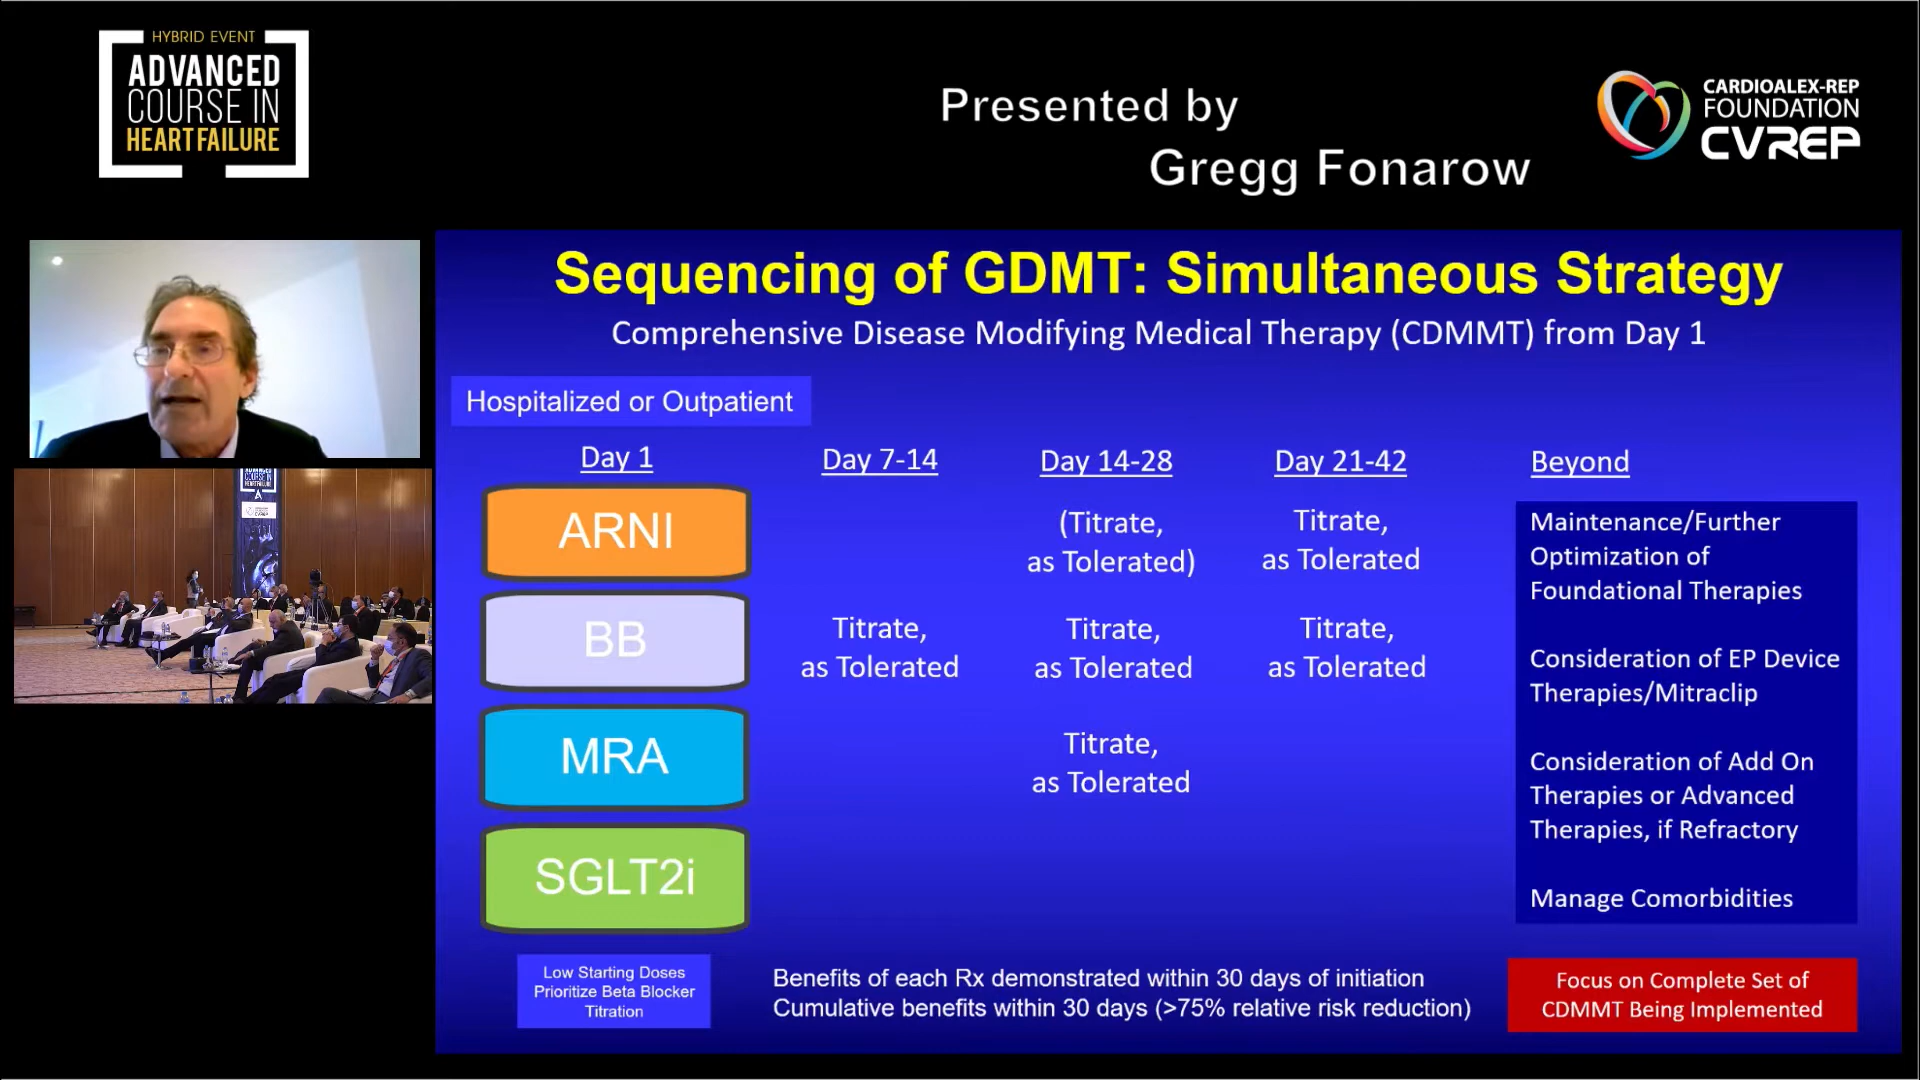 HYBRID EVENT
ADVANCED
COURSE IN
HEART FAILURE
Presented by
Gregg Fonarow
CARDIOALEX-REP
FOUNDATION
CVREP
Sequencing of GDMT: Simultaneous Strategy
Comprehensive Disease Modifying Medical Therapy (CDMMT) from Day 1
Hospitalized or Outpatient
Day 1
Day 7-14
Day 14-28
Day 21-42
Beyond
ARNI
(Titrate,
as Tolerated)
Titrate,
as Tolerated
BB
Titrate,
as Tolerated
Titrate,
as Tolerated
Titrate,
as Tolerated
MRA
Titrate,
as Tolerated
SGLT2i
Maintenance/Further
Optimization of
Foundational Therapies
Consideration of EP Device
Therapies/Mitraclip
Consideration of Add On
Therapies or Advanced
Therapies, if Refractory
Manage Comorbidities
Low Starting Doses
Prioritize Beta Blocker
Titration
Benefits of each Rx demonstrated within 30 days of initiation
Cumulative benefits within 30 days (>75% relative risk reduction)
Focus on Complete Set of
CDMMT Being Implemented
COURSE IN
HEART FAILURE
CVREP